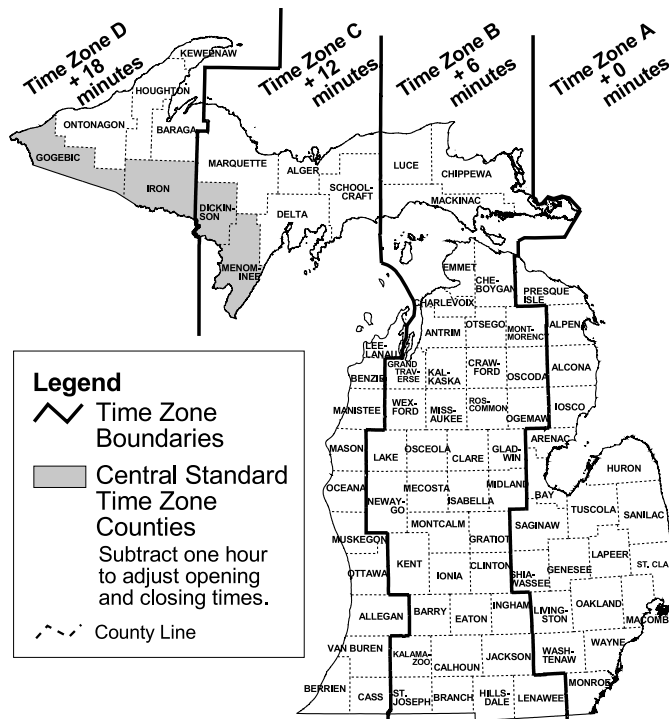 Time Zone D
+ 18
minutes
Time Zone C
+ 12
minutes
Time Zone B
+ 6
minutes
Time Zone A
+ 0
minutes
KEWEENAW
HOUGHTON
ONTONAGON
BARAGA
GOGEBIC
IRON
MARQUETTE
ALGER
LUCE
CHIPPEWA
SCHOOL-
CRAFT
MACKINAC
DICKIN-
SON
DELTA
MENOM-
INEE
EMMET
CHE-
BOYGAN
PRESQUE
ISLE
CHARLEVOIX
ANTRIM
OTSEGO
MONT-
MORENCY
ALPENA
LEE-
LANAU
GRAND
TRAV-
ERSE
KAL-
KASKA
CRAW-
FORD
OSCODA
ALCONA
BENZIE
MANISTEE
WEX-
FORD
MISS-
AUKEE
ROS-
COMMON
OGEMAW
IOSCO
ARENAC
MASON
LAKE
OSCEOLA
CLARE
GLAD-
WIN
HURON
OCEANA
NEWAY-
GO
MECOSTA
ISABELLA
MIDLAND
BAY
TUSCOLA
SANILAC
MONTCALM
SAGINAW
MUSKEGON
GRATIOT
LAPEER
ST. CLA
OTTAWA
KENT
IONIA
CLINTON
SHIA-
WASSEE
GENESEE
ALLEGAN
BARRY
EATON
INGHAM
LIVING-
STON
OAKLAND
MACOMB
VAN BUREN
KALAMA-
ZOO
CALHOUN
JACKSON
WASH-
TENAW
WAYNE
BERRIEN
CASS
ST.
JOSEPH
BRANCH
HILLS-
DALE
LENAWEE
MONROE
Legend
Time Zone
Boundaries
Central Standard
Time Zone
Counties
Subtract one hour
to adjust opening
and closing times.
County Line